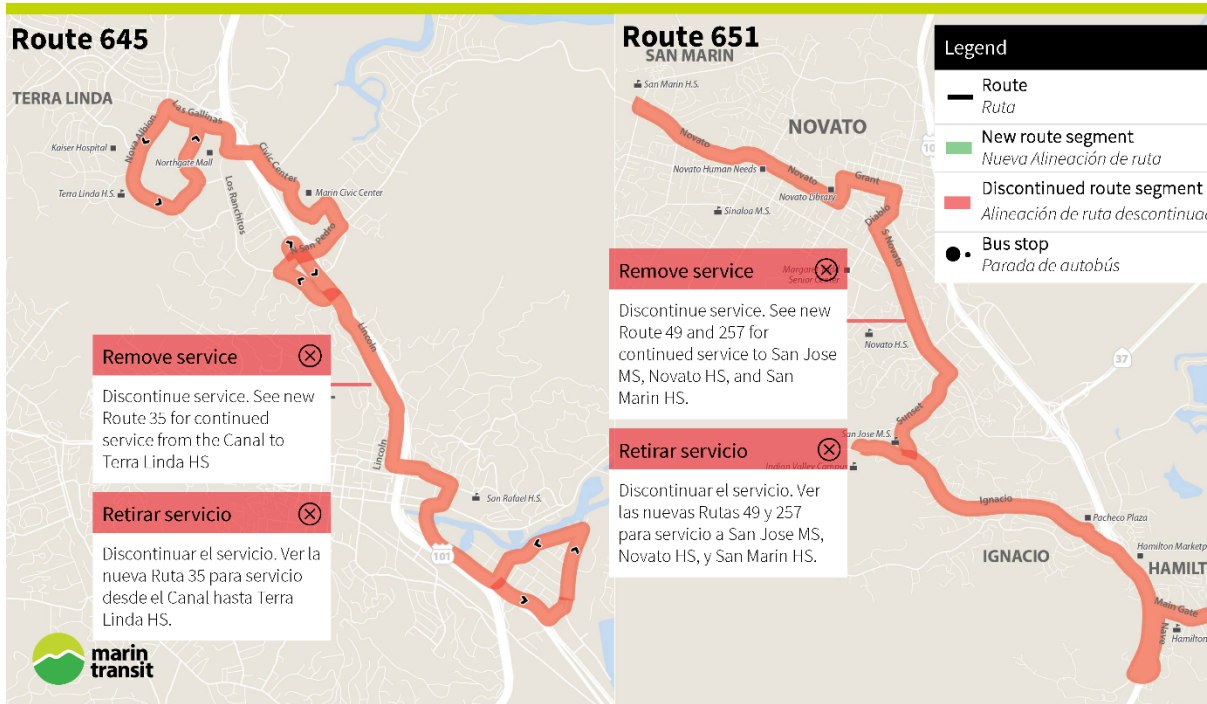 Route 645
TERRA LINDA
Las Gallinas
Nova Albion
Kaiser Hospital
Northgate Mall
Civic Center
Terra Linda H.S.
Los Ranchitos
Marin Civic Center
N San Pedro
Lincoln
Remove service
Discontinue service. See new
Route 35 for continued
service from the Canal to
Terra Linda HS
Lincoln
Retirar servicio
Discontinuar el servicio. Ver la
nueva Ruta 35 para servicio
desde el Canal hasta Terra
Linda HS.
San Rafael H.S.
101
marin
transit
Route 651
SAN MARIN
San Marin H.S.
NOVATO
10
Novato
Novato Human Needs
Novato
Grant
Novato Library
Sinaloa M.S.
Diablo
S Novato
Remove service
Senior Center
Discontinue service. See new
Route 49 and 257 for
continued service to San Jose
MS, Novato HS, and San
Marin HS.
Novato H.S.
37
Sunset
San Jose M.S.
Retirar servicio
Indian Valley Campus
Discontinuar el servicio. Ver
las nuevas Rutas 49 y 257
para servicio a San Jose MS,
Novato HS, y San Marin HS.
Ignacio
Pacheco Plaza
IGNACIO
Hamilton Marketp
HAMILT
Main Gate
Nave
Hamilton
Legend
Route
Ruta
New route segment
Nueva Alineación de ruta
Discontinued route segment
Alineación de ruta descontinuad
Bus stop
Parada de autobús